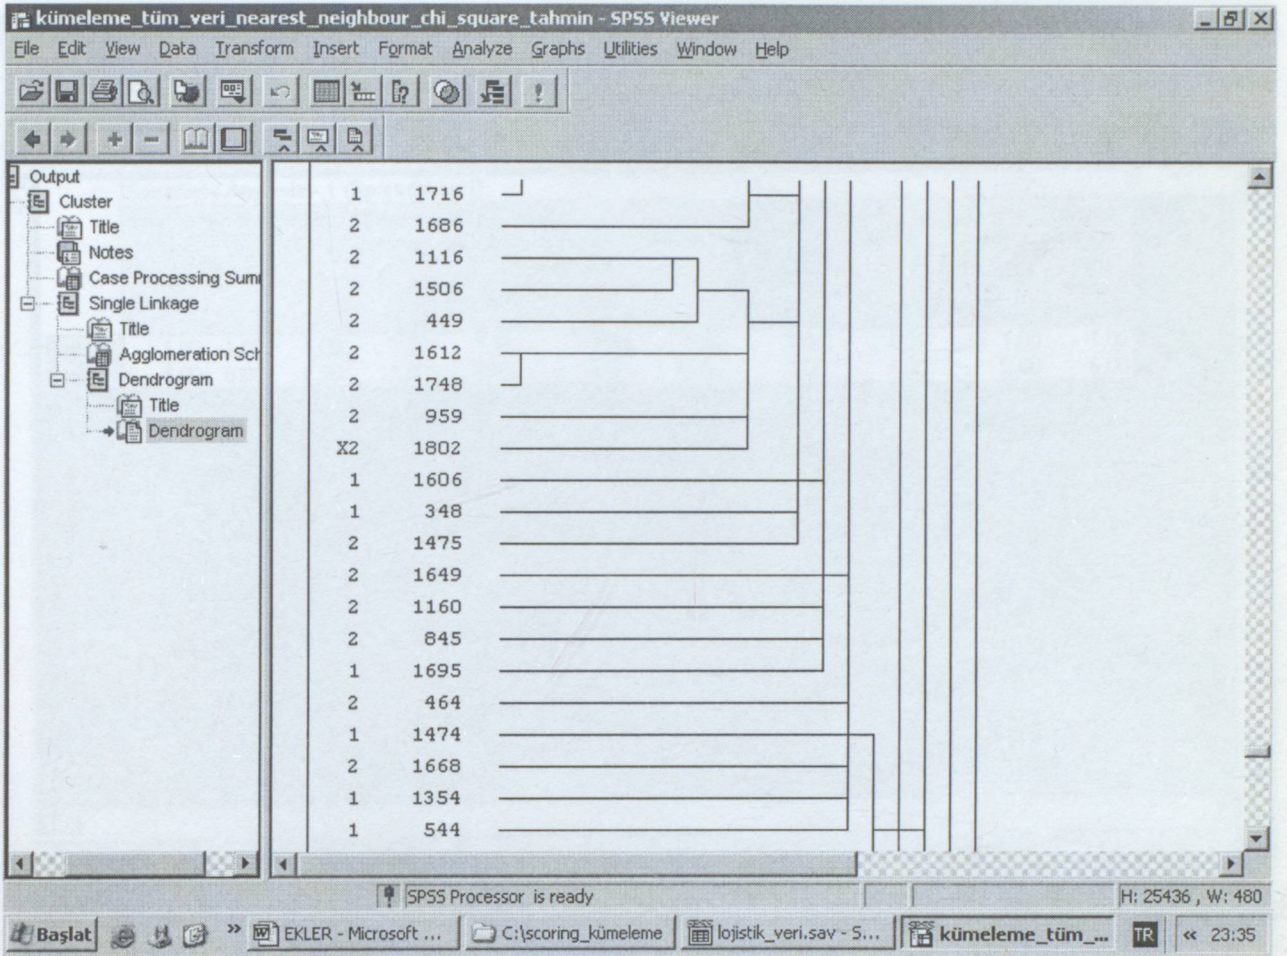 kümeleme_tüm_veri_nearest_neighbour_chi_square_tahmin - SPSS Viewer
File Edit View Data Transform Insert Format Analyze Graphs Utilities Window Help
Output
Cluster
Title
Notes
Case Processing Sum
Single Linkage
Title
Agglomeration Sch
Dendrogram
Title
Dendrogram
1 1716
2 1686
2 1116
2 1506
2 449
2 1612
2 1748
2 959
X2 1802
1 1606
1 348
2 1475
2 1649
2 1160
2 845
1 1695
2 464
1 1474
2 1668
1 1354
1 544
SPSS Processor is ready
H: 25436 , W: 480
Başlat » EKLER - Microsoft ... C:\scoring_kümeleme lojistik_veri.sav - S... kümeleme_tüm_... TR « 23:35